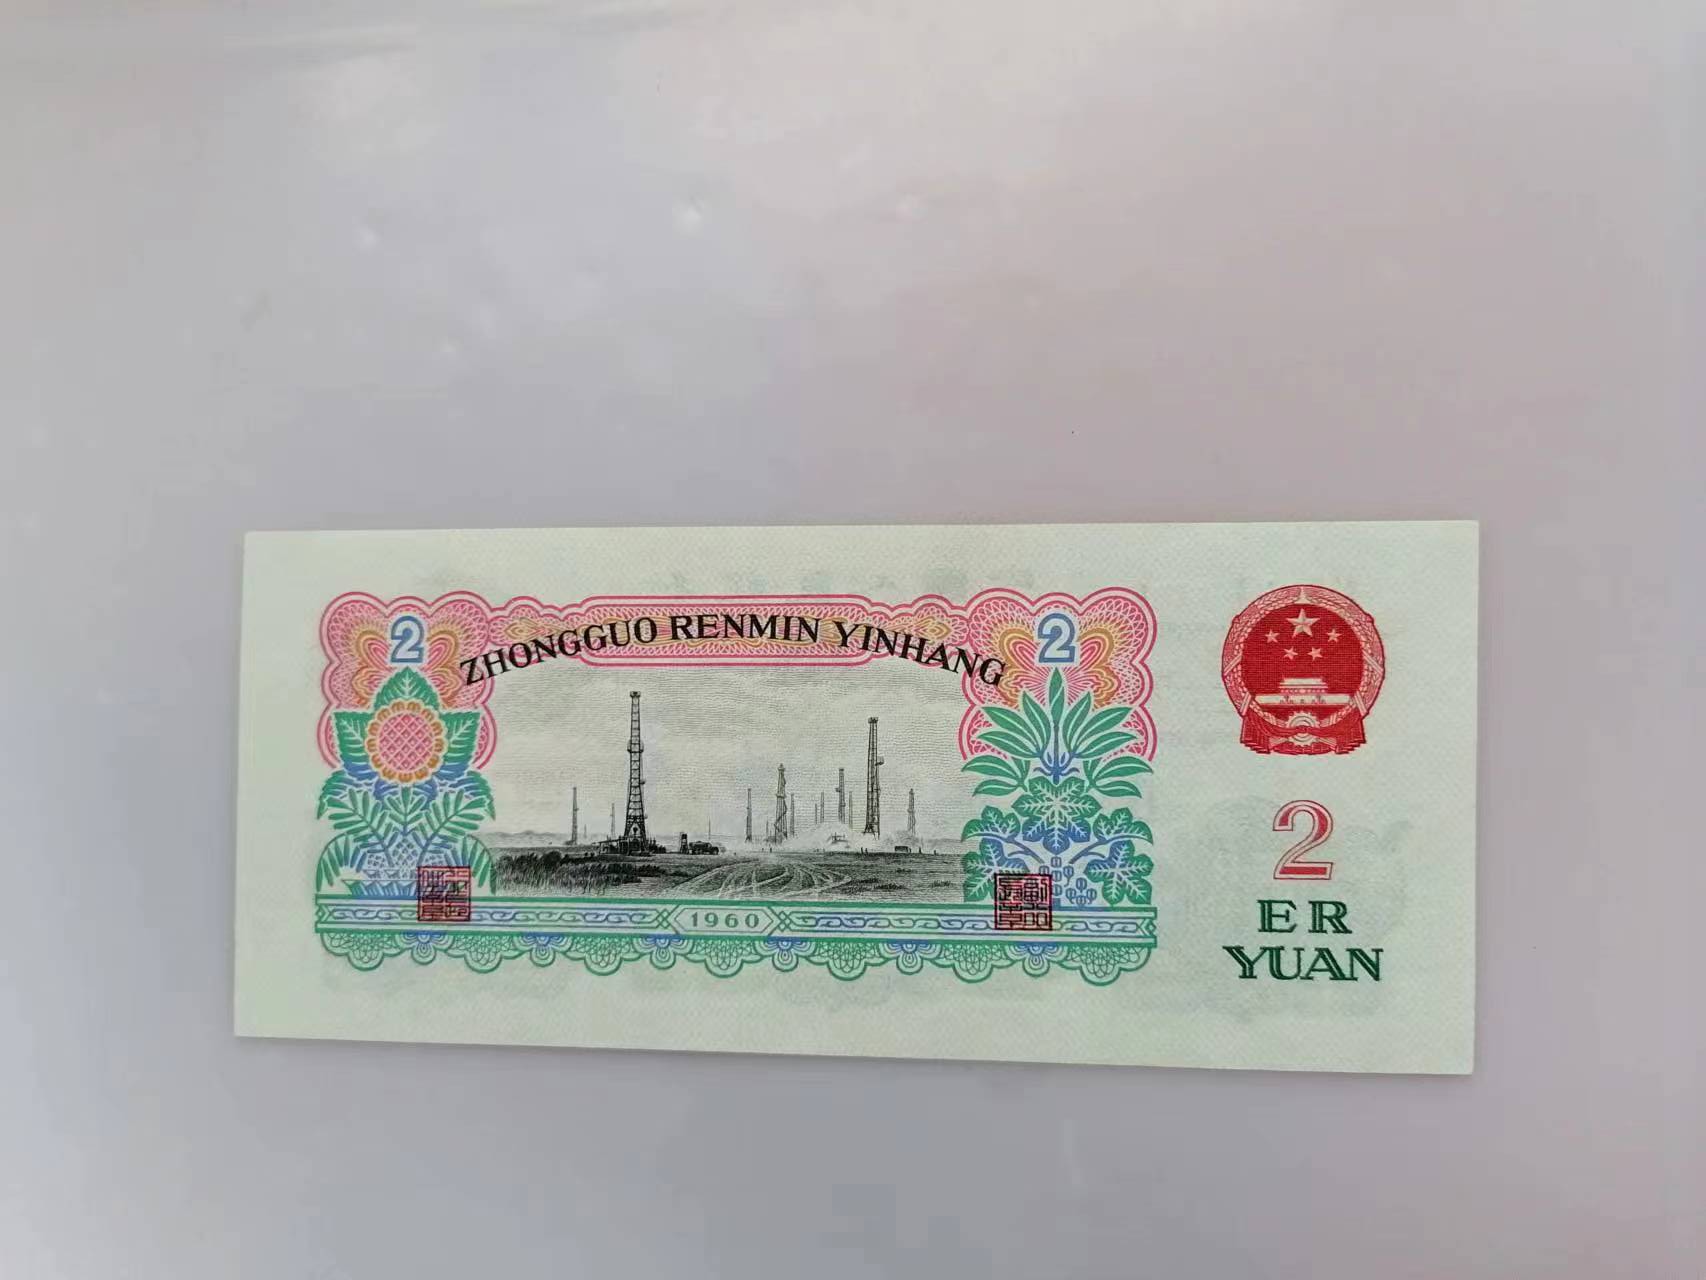 2 2
ZHONGGUO RENMIN YINHANG
1960
2
ER
YUAN